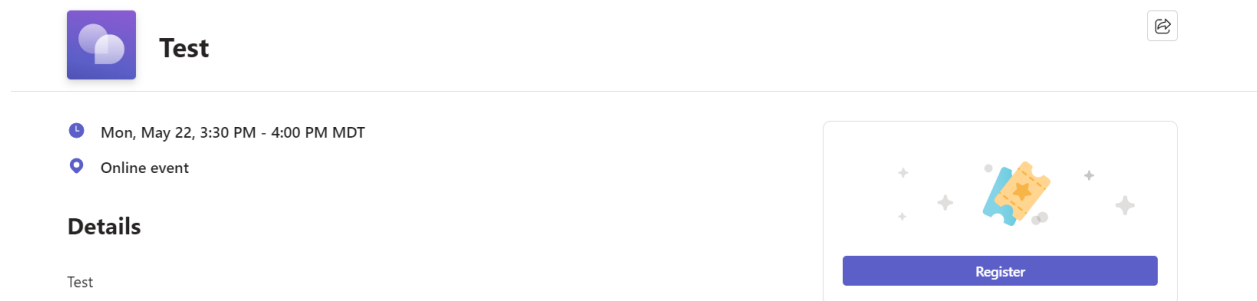 Test
Mon, May 22, 3:30 PM - 4:00 PM MDT
Online event
Details
Test
Register